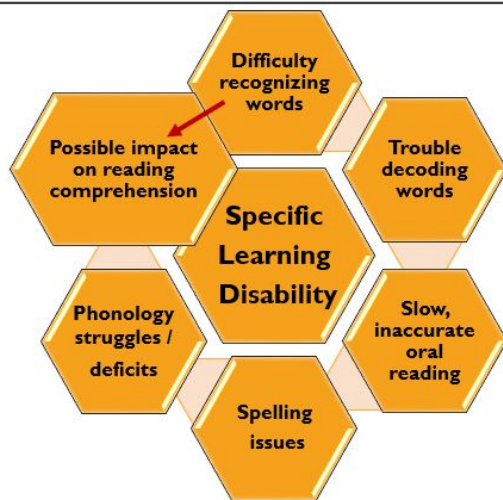 Difficulty
recognizing
words
Possible impact
on reading
comprehension
Trouble
decoding
words
Specific
Learning
Disability
Phonology
struggles /
deficits
Slow,
inaccurate
oral
reading
Spelling
issues